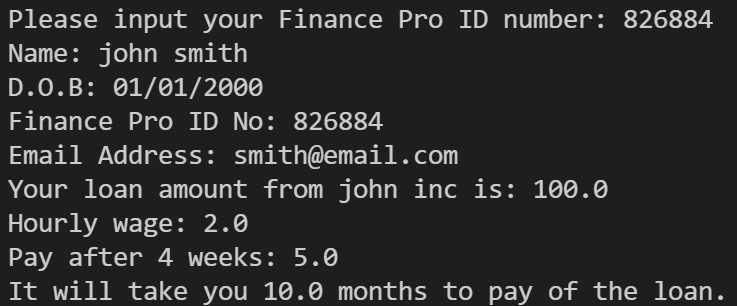 Please input your Finance Pro ID number: 826884
Name: john smith
D.O.B: 01/01/2000
Finance Pro ID No: 826884
Email Address: smith@email.com
Your loan amount from john inc is: 100.0
Hourly wage: 2.0
Pay after 4 weeks: 5.0
It will take you 10.0 months to pay of the loan.